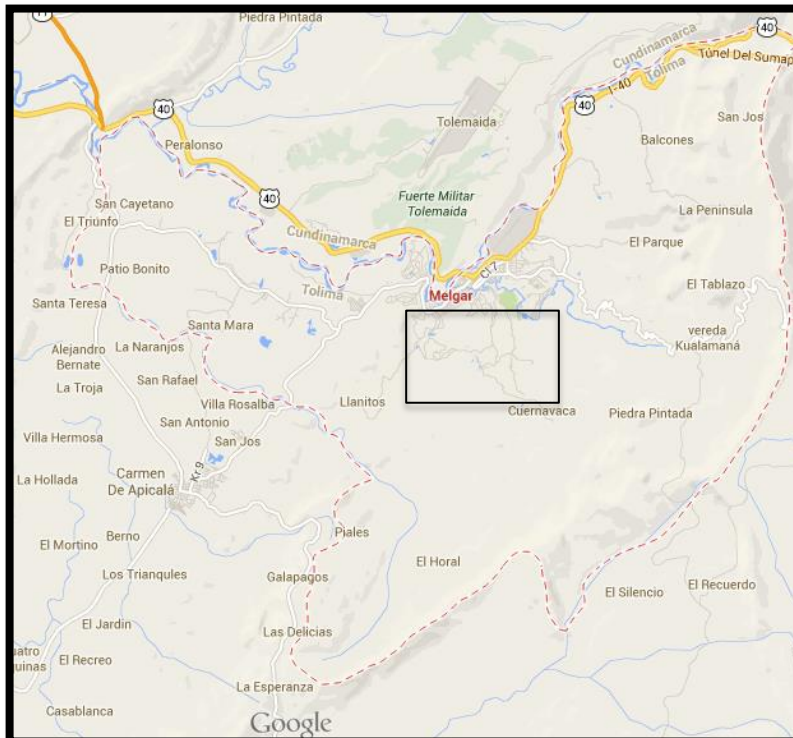 Piedra Pintada
40
Cundinamarca
Túnel Del Sumap
I-40
Tolima
40
40
Tolemaida
San Jos
Peralonso
Balcones
40
Fuerte Militar
Tolemaida
San Cayetano
El Triunfo
La Peninsula
Cundinamarca
El Parque
Patio Bonito
Cl 7
Santa Teresa
Tolima
Melgar
El Tablazo
Santa Mara
vereda
Kualamaná
Alejandro
Bernate
La Naranjos
La Troja
San Rafael
Villa Rosalba
Llanitos
Cuernavaca
Piedra Pintada
San Antonio
Villa Hermosa
San Jos
La Hollada
Carmen
De Apicalá
Kr 9
Berno
El Mortino
Piales
Los Trianqules
Galapagos
El Horal
El Silencio
El Recuerdo
El Jardin
Las Delicias
El Recreo
La Esperanza
Casablanca
Google